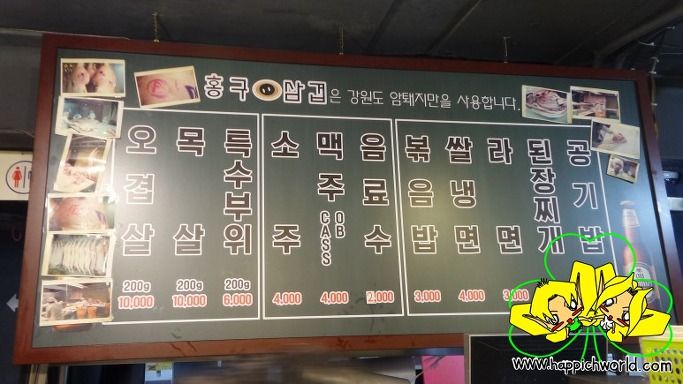 홍쿠삼겹은 강원도 암퇘지만을 사용합니다.
오겹살 200g 10,000
목살 200g 10,000
특수부위 200g 6,000
소주 4,000
맥주 CASS OB 4,000
음료수 2,000
볶음밥 3,000
쌀냉면 4,000
라면 3,000
된장찌개
공기밥
www.happichworld.com